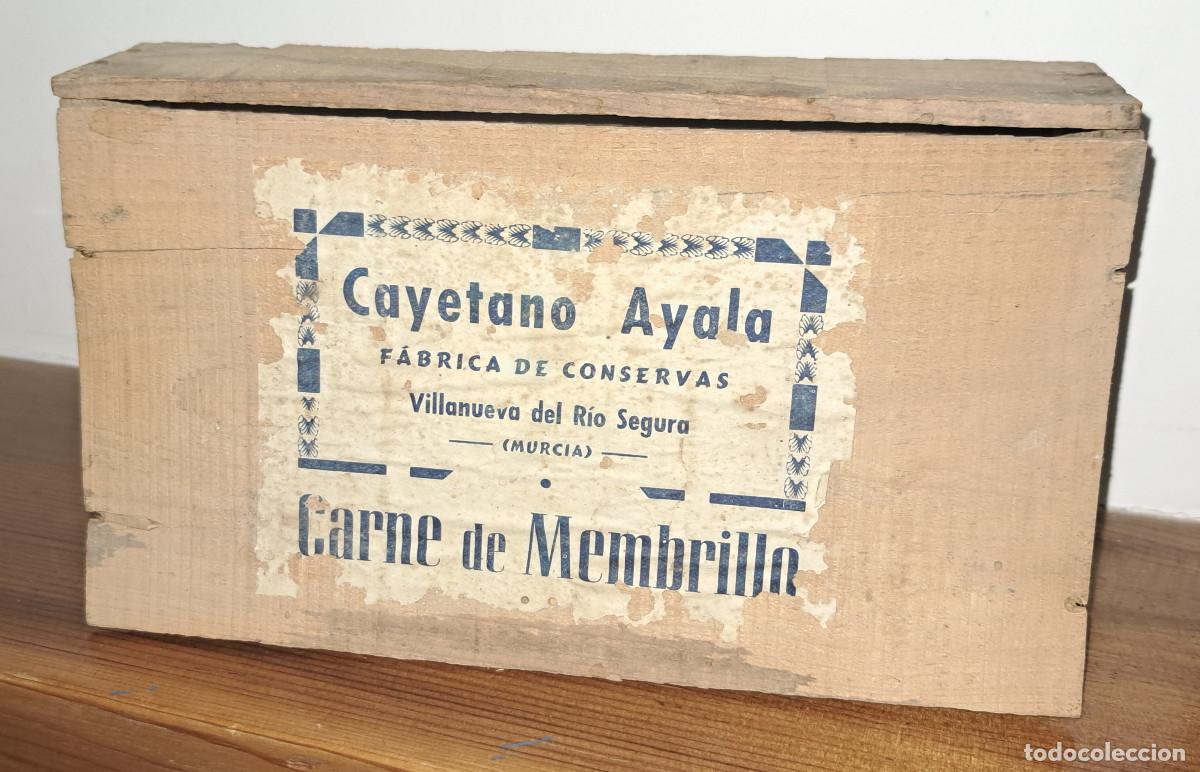 Cayetano Ayala
FÁBRICA DE CONSERVAS
Villanueva del Río Segura
(MURCIA)
Carne de Membrillo
todocoleccion